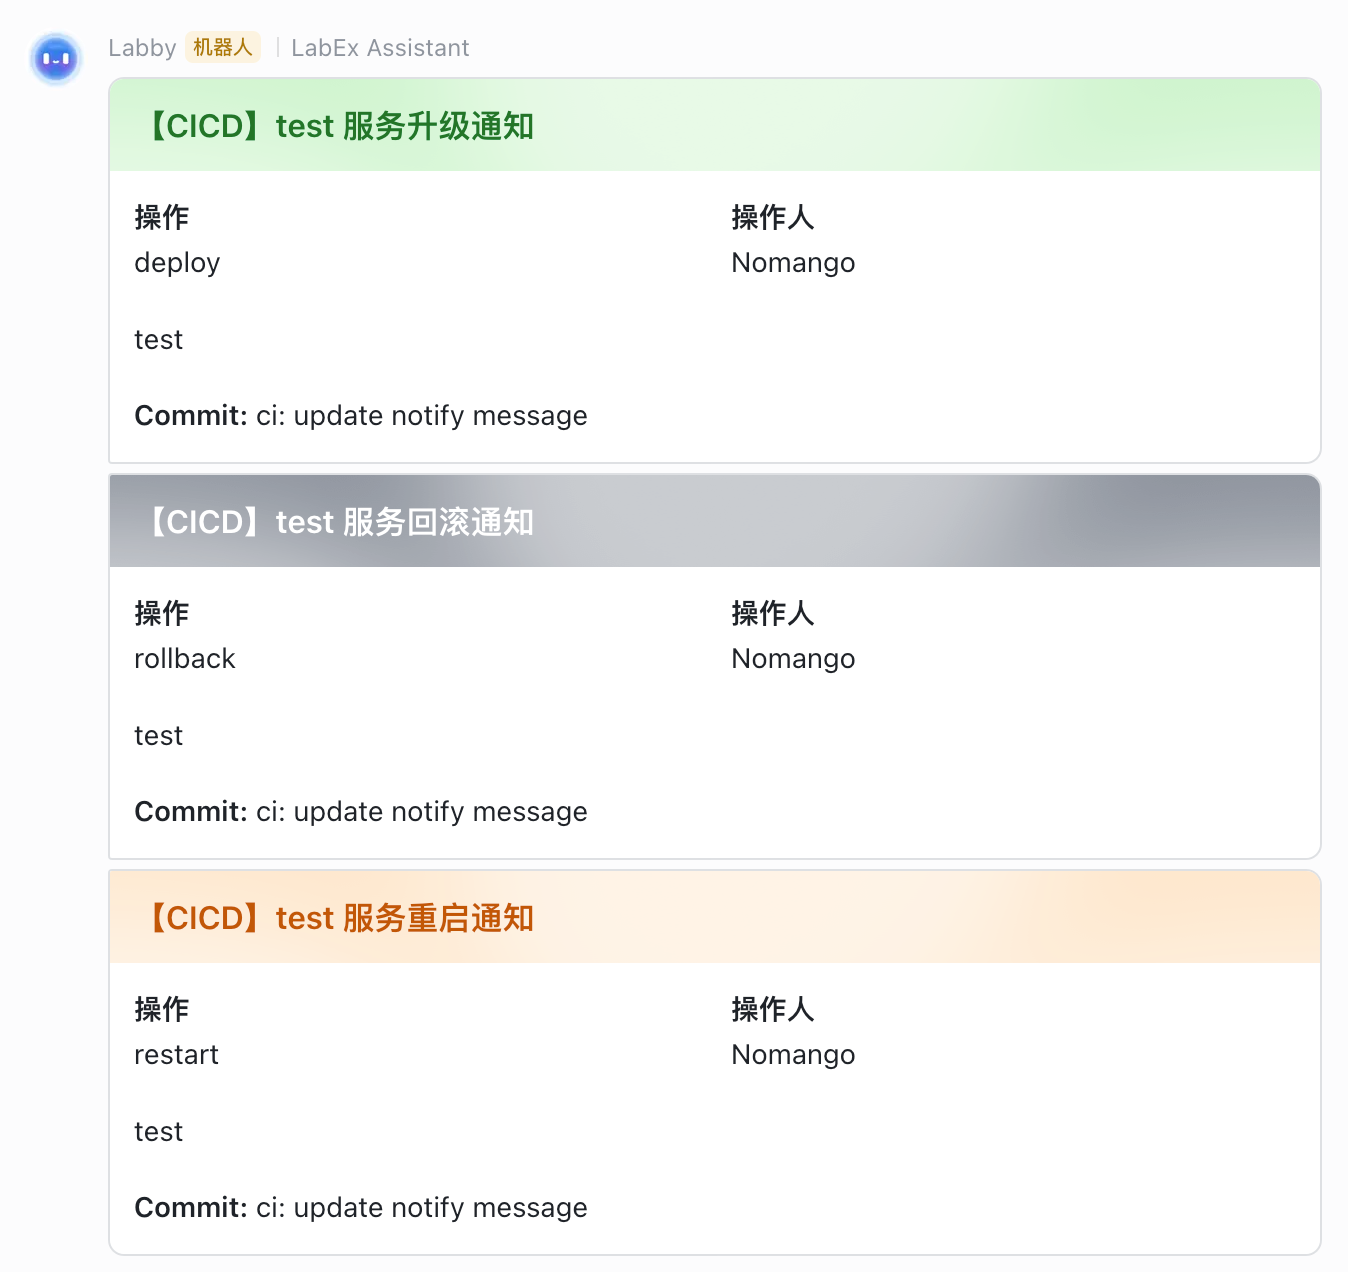 Labby 机器人 | LabEx Assistant
【CICD】test 服务升级通知
操作 操作人
deploy Nomango
test
Commit: ci: update notify message
【CICD】test 服务回滚通知
操作 操作人
rollback Nomango
test
Commit: ci: update notify message
【CICD】test 服务重启通知
操作 操作人
restart Nomango
test
Commit: ci: update notify message